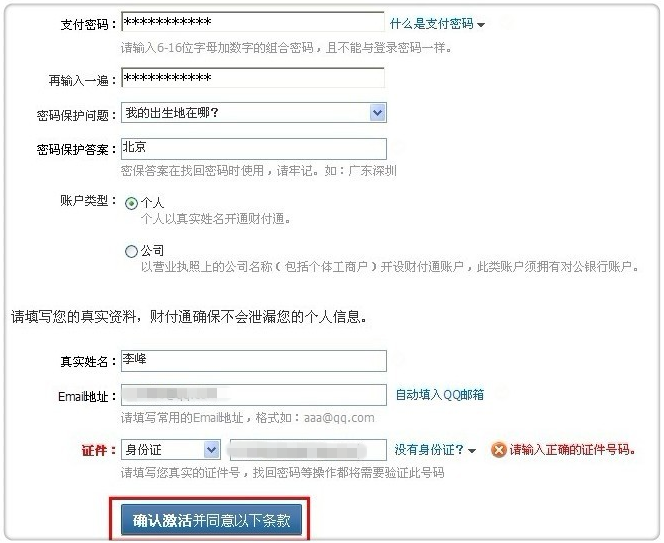 支付密码：*********** 什么是支付密码
请输入6-16位字母加数字的组合密码，且不能与登录密码一样。
再输入一遍：***********
密码保护问题：我的出生地在哪？
密码保护答案：北京
密保答案在找回密码时使用，请牢记。如：广东深圳
账户类型：个人
个人以真实姓名开通财付通。
公司
以营业执照上的公司名称（包括个体工商户）开设财付通账户，此类账户须拥有对公银行账户。
请填写您的真实资料，财付通确保不会泄漏您的个人信息。
真实姓名：李峰
Email地址： 自动填入QQ邮箱
请填写常用的Email地址，格式如：aaa@qq.com
证件：身份证 没有身份证？ 请输入正确的证件号码。
请填写您真实的证件号，找回密码等操作都将需要验证此号码
确认激活并同意以下条款